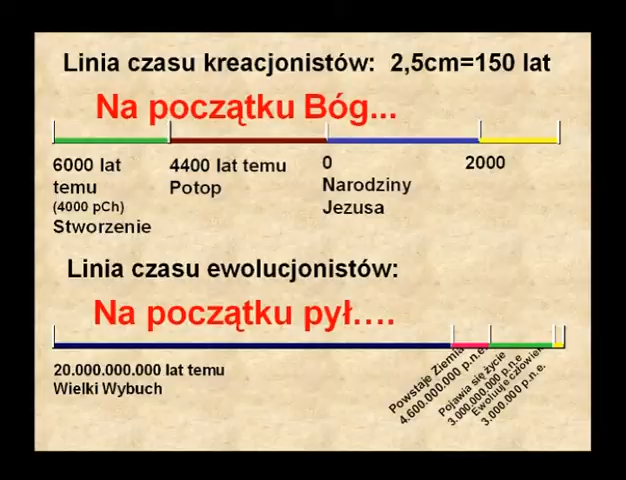 Linia czasu kreacjonistów: 2,5cm=150 lat
Na początku Bóg...
6000 lat
temu
(4000 pCh)
Stworzenie
4400 lat temu
Potop
0
Narodziny
Jezusa
2000
Linia czasu ewolucjonistów:
Na początku pył....
20.000.000.000 lat temu
Wielki Wybuch
Powstaje Ziemia
4.600.000.000 p.n.e.
Pojawia się życie
3.000.000.000 p.n.e
Ewoluuje człowiek
3.000.000 p.n.e.